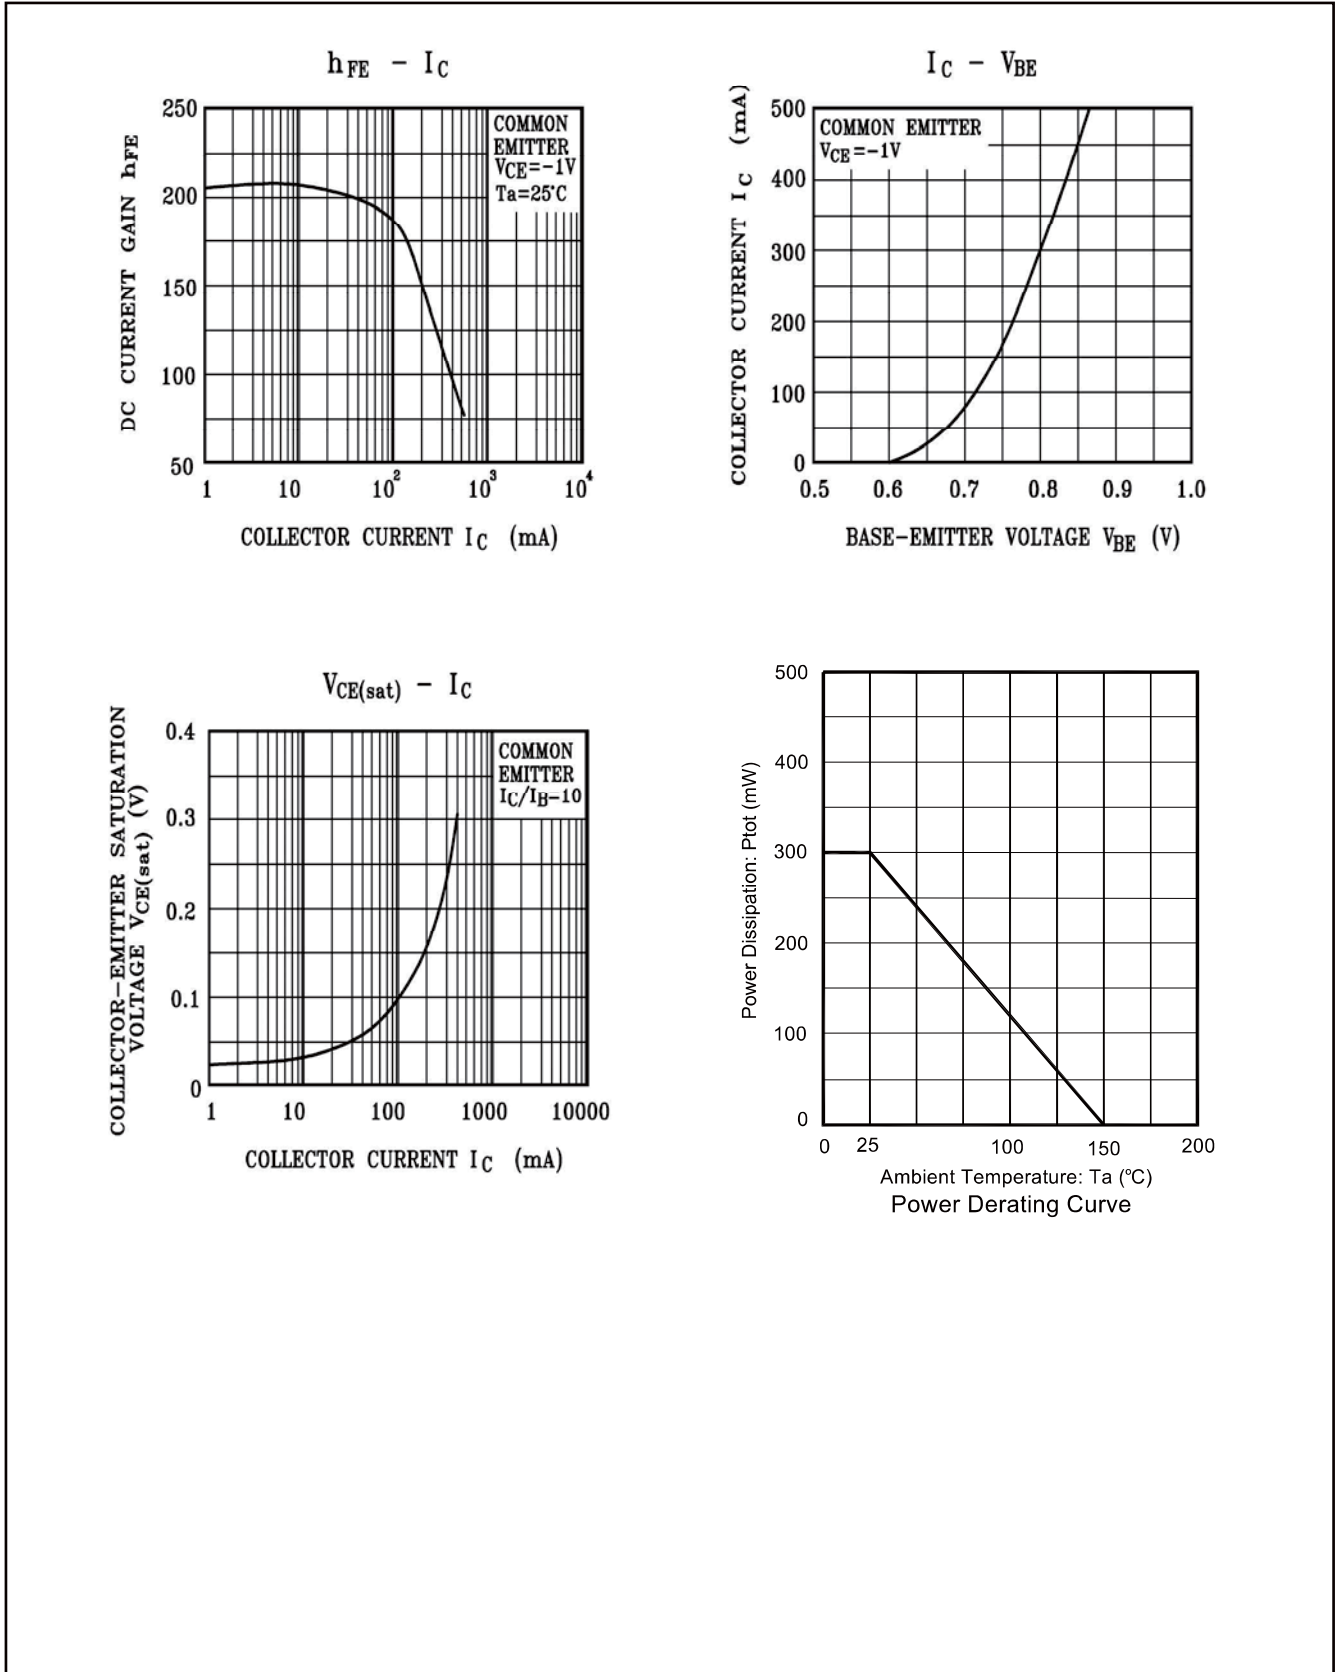 hFE – IC
250
200
150
100
50
DC CURRENT GAIN hFE
COMMON
EMITTER
VCE=-1V
Ta=25°C
1 10 10² 10³ 10⁴
COLLECTOR CURRENT IC (mA)
IC – VBE
500
400
300
200
100
0
COLLECTOR CURRENT IC (mA)
COMMON EMITTER
VCE=-1V
0.5 0.6 0.7 0.8 0.9 1.0
BASE-EMITTER VOLTAGE VBE (V)
VCE(sat) – IC
0.4
0.3
0.2
0.1
0
COLLECTOR-EMITTER SATURATION
VOLTAGE VCE(sat) (V)
COMMON
EMITTER
IC/IB-10
1 10 100 1000 10000
COLLECTOR CURRENT IC (mA)
500
400
300
200
100
0
Power Dissipation: Ptot (mW)
0 25 100 150 200
Ambient Temperature: Ta (ºC)
Power Derating Curve